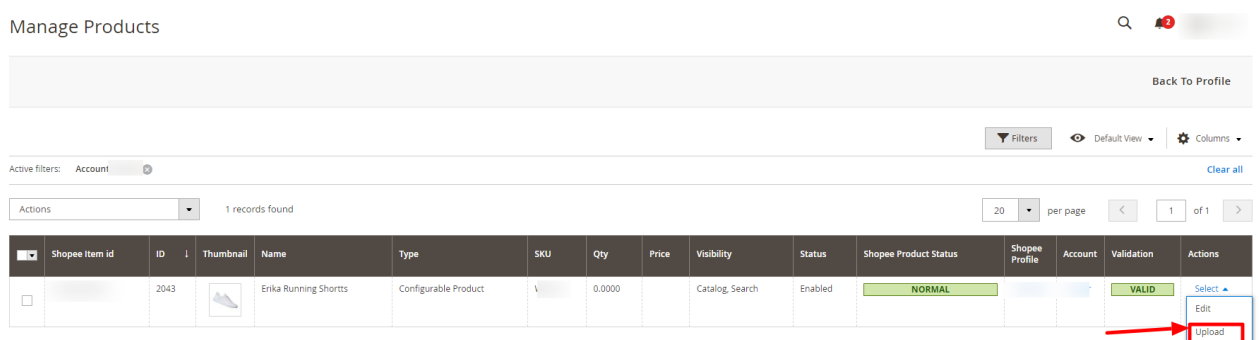 Manage Products
2
Back To Profile
Filters
Default View
Columns
Active filters: Account
Clear all
Actions
1 records found
20
per page
1
of 1
Shopee Item id
ID
Thumbnail
Name
Type
SKU
Qty
Price
Visibility
Status
Shopee Product Status
Shopee
Profile
Account
Validation
Actions
2043
Erika Running Shortts
Configurable Product
0.0000
Catalog, Search
Enabled
NORMAL
VALID
Select
Edit
Upload